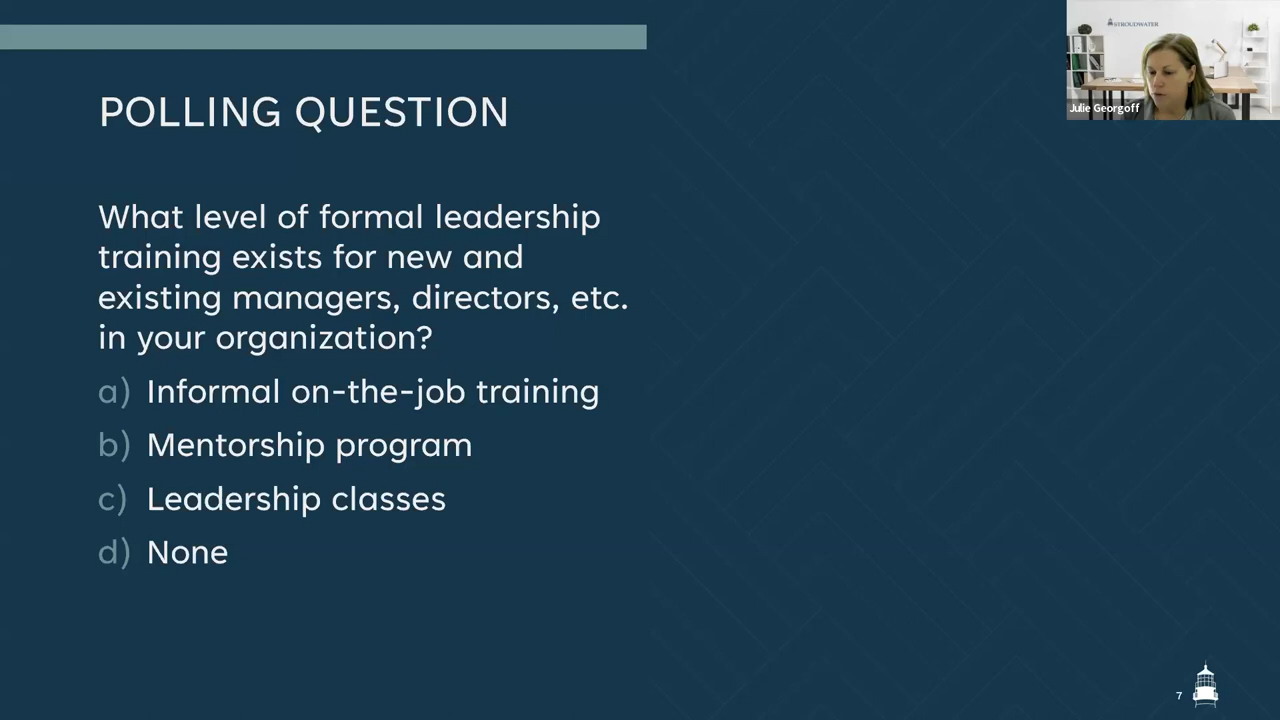 STROUDWATER
Julie Georgoff
POLLING QUESTION
What level of formal leadership
training exists for new and
existing managers, directors, etc.
in your organization?
a) Informal on-the-job training
b) Mentorship program
c) Leadership classes
d) None
7